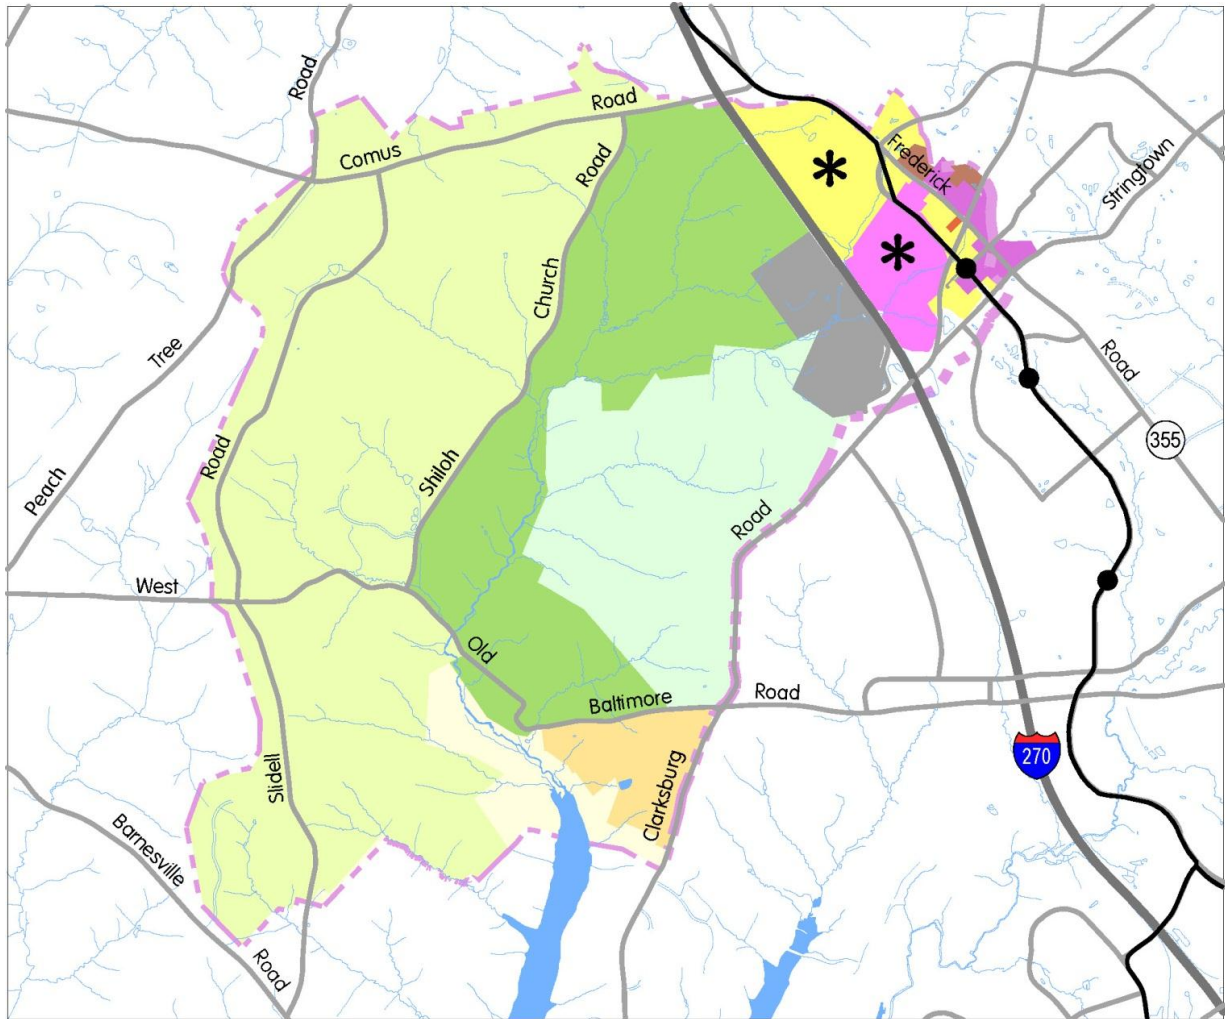 Road
Road
Comus
Road
Frederick
Stringtown
*
*
Church
Tree
Road
355
Road
Shiloh
Peach
Road
West
Old
Baltimore
Road
270
Slidell
Clarksburg
Barnesville
Road